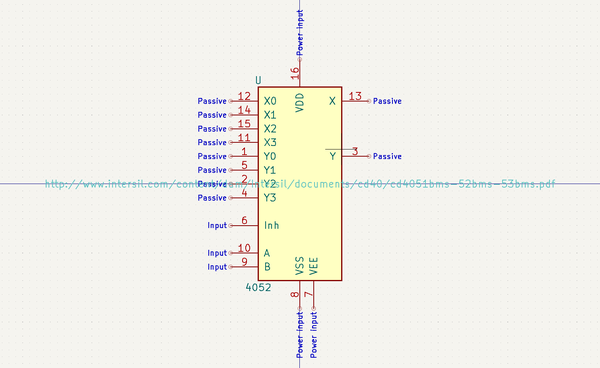 Power input
16
U
VDD
Passive 12 X0 X 13 Passive
Passive 14 X1
Passive 15 X2
Passive 11 X3
Passive 1 Y0 Y 3 Passive
Passive 5 Y1
Passive 2 Y2
http://www.intersil.com/content/dam/Intersil/documents/cd40/cd4051bms-52bms-53bms.pdf
Passive 4 Y3
Input 6 Inh
Input 10 A
Input 9 B
VSS VEE
4052
8 7
Power input Power input